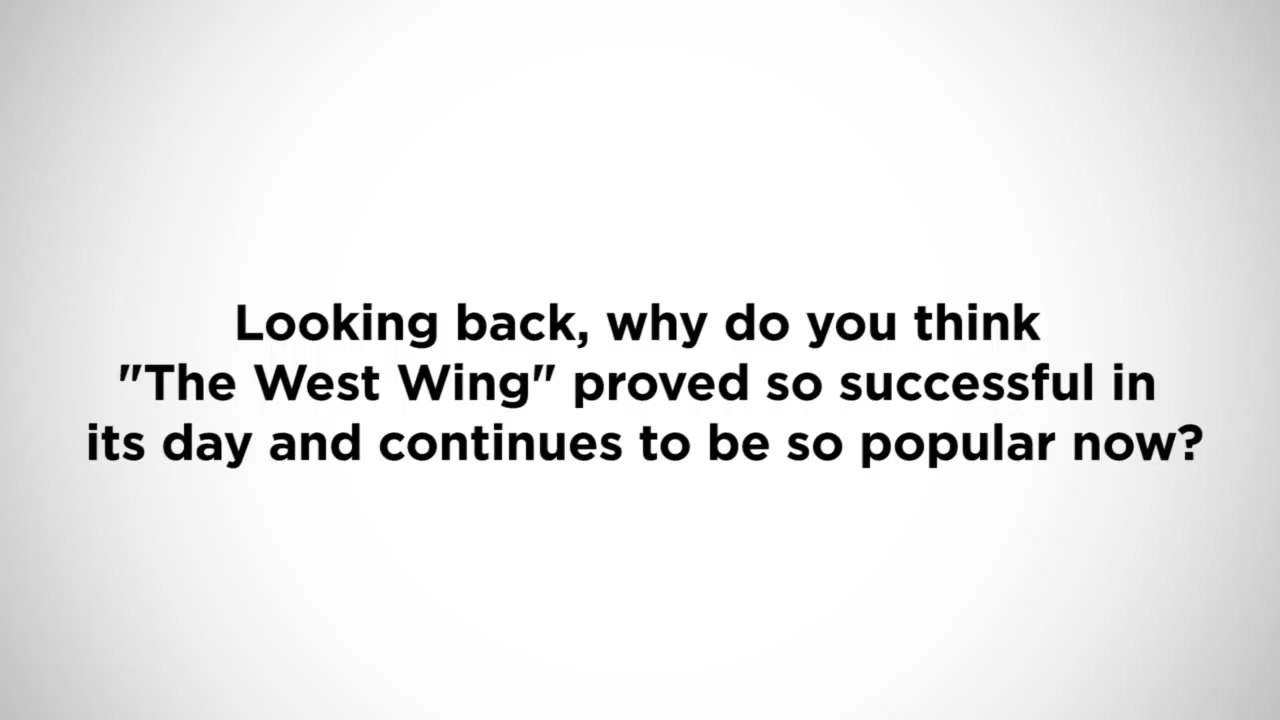 Looking back, why do you think
"The West Wing" proved so successful in
its day and continues to be so popular now?